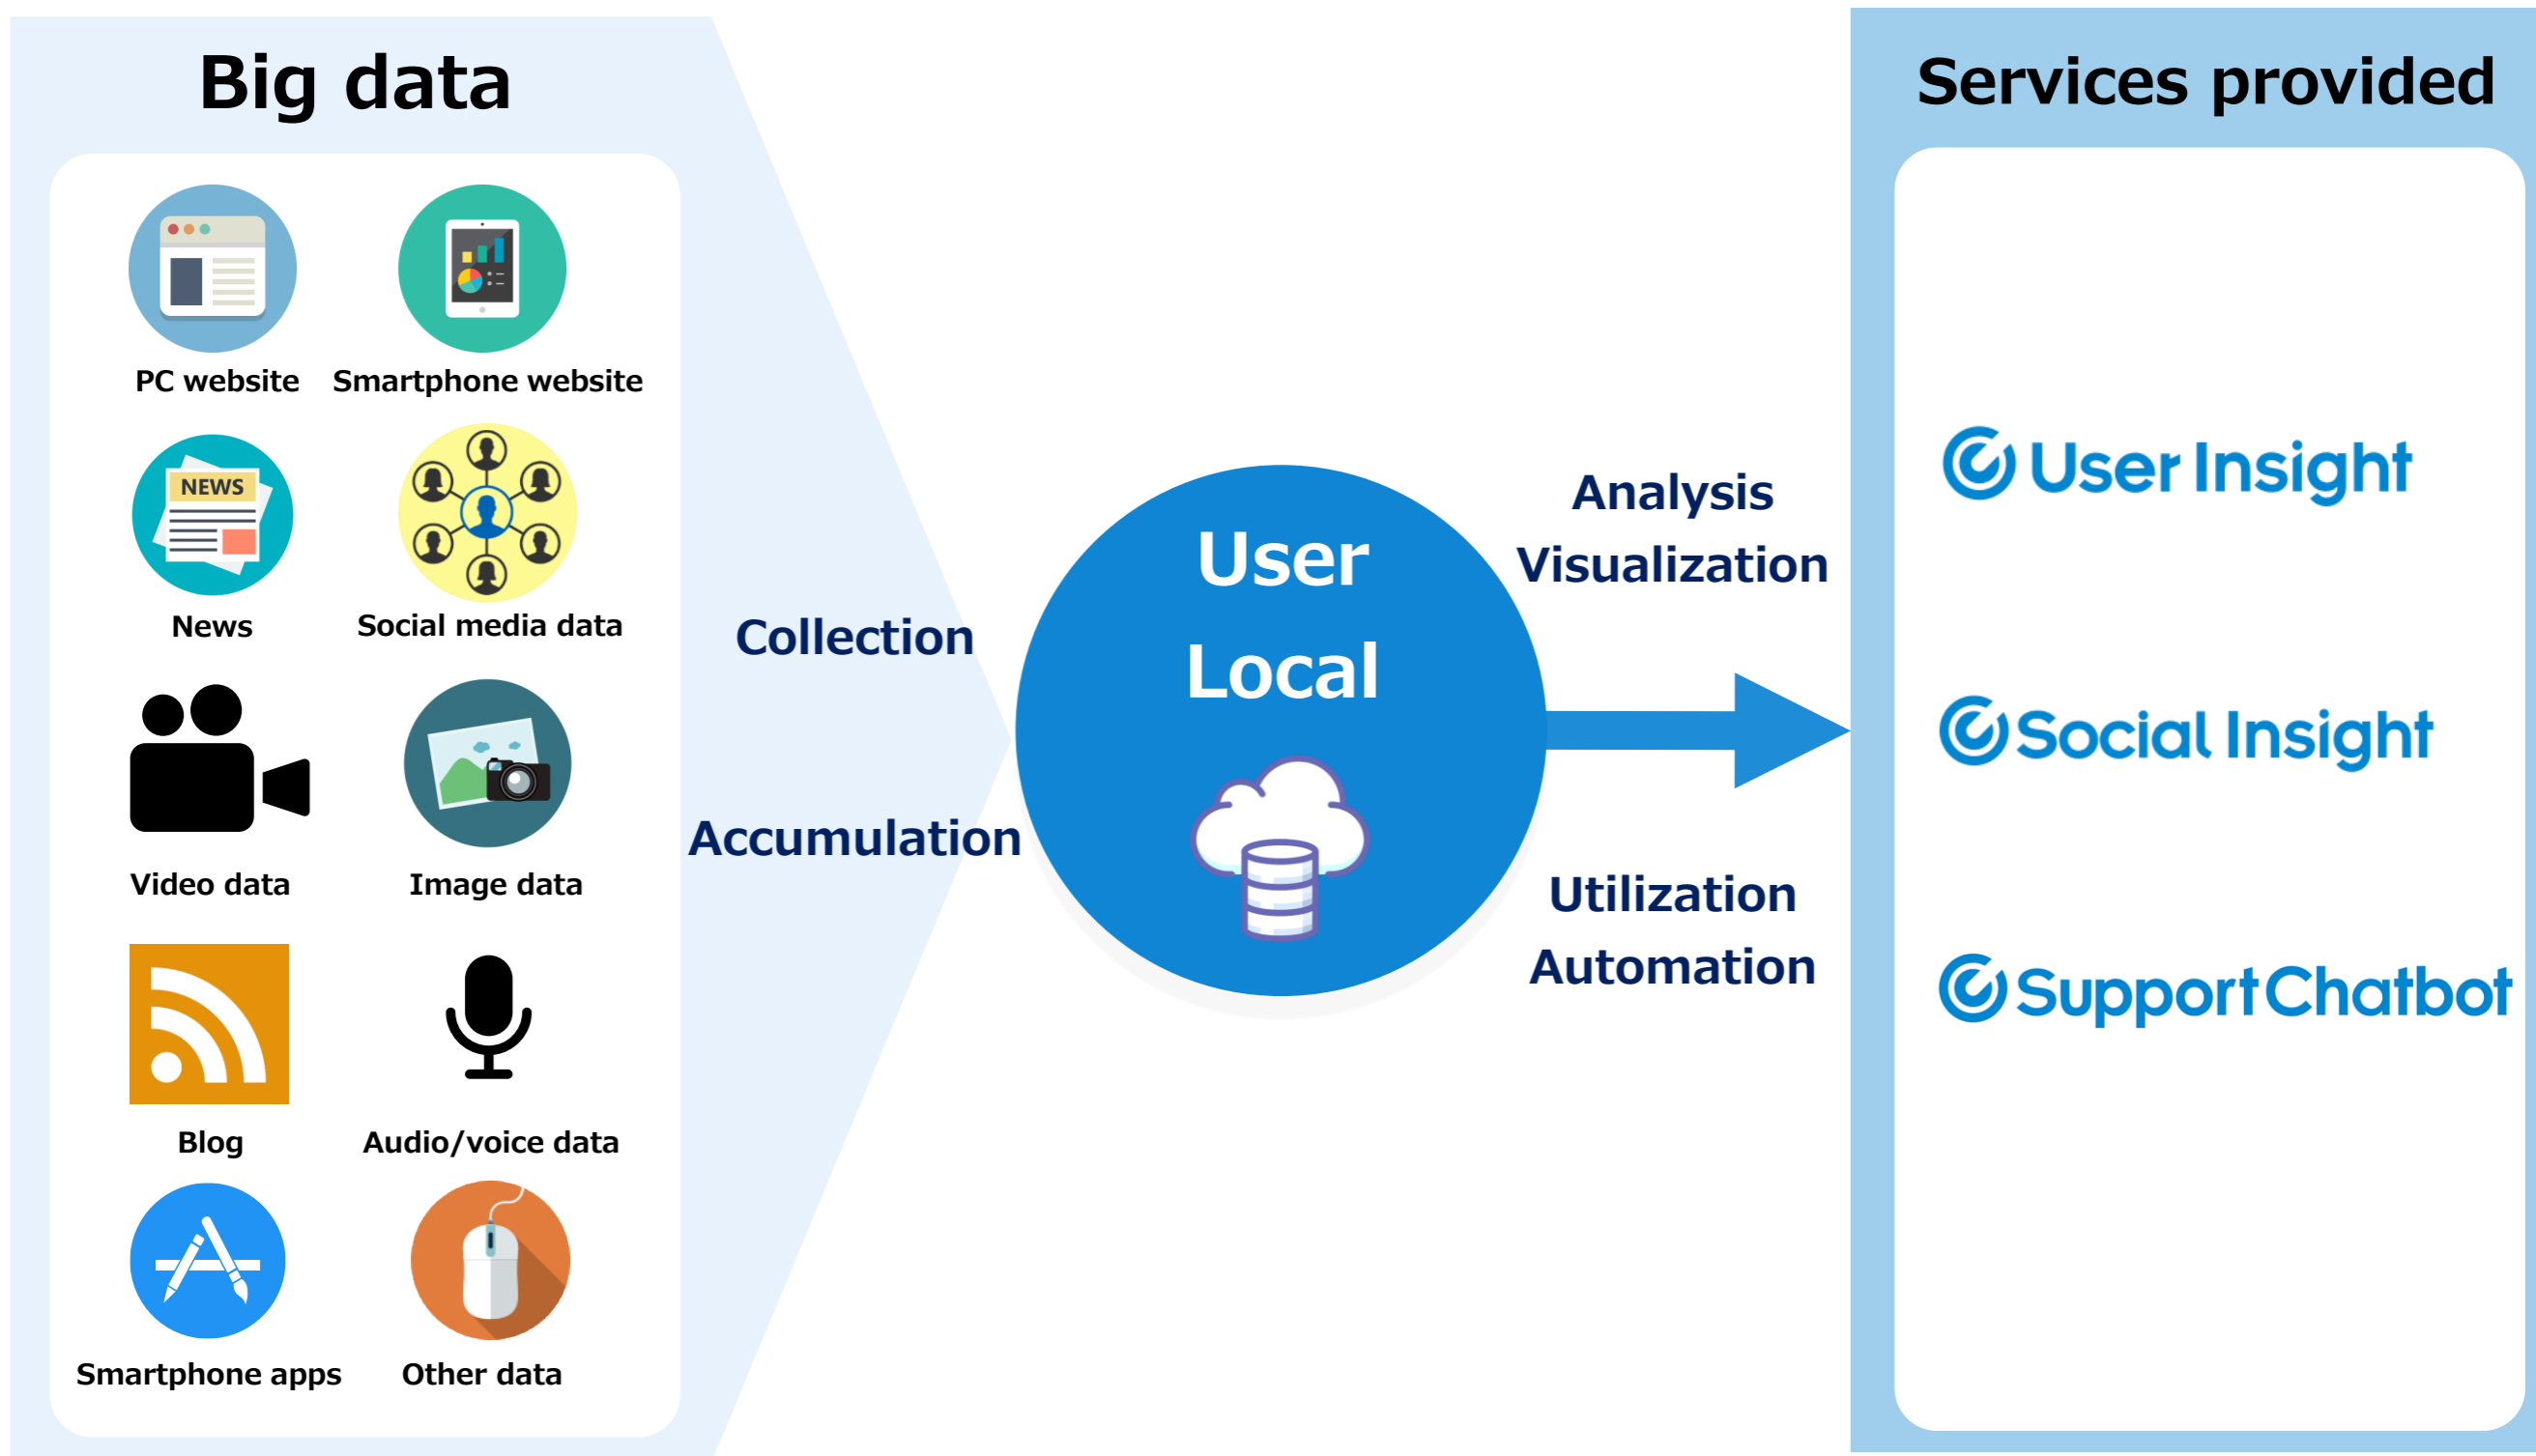 Big data
PC website
Smartphone website
NEWS
News
Social media data
Video data
Image data
Blog
Audio/voice data
Smartphone apps
Other data
Collection
Accumulation
User
Local
Analysis
Visualization
Utilization
Automation
Services provided
User Insight
Social Insight
Support Chatbot